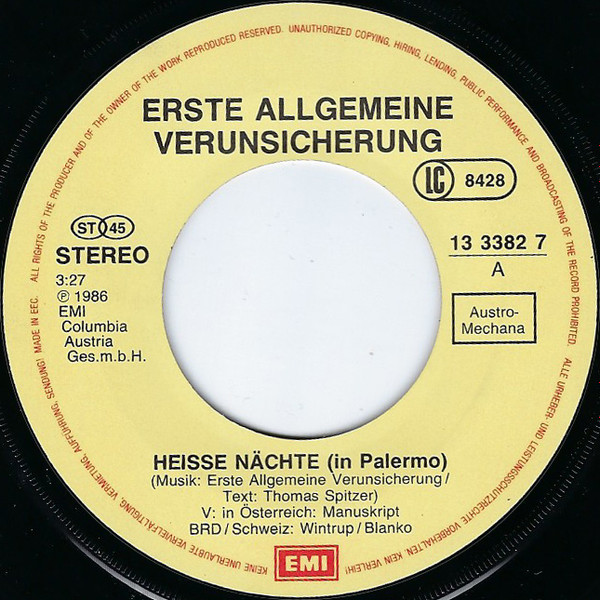 ALL RIGHTS OF THE PRODUCER AND OF THE OWNER OF THE WORK REPRODUCED RESERVED. UNAUTHORIZED COPYING, HIRING, LENDING, PUBLIC PERFORMANCE AND BROADCASTING OF THE RECORD PROHIBITED.
ALLE URHEBER- UND LEISTUNGSSCHUTZRECHTE VORBEHALTEN. KEIN VERLEIH! KEINE UNERLAUBTE VERVIELFÄLTIGUNG, VERMIETUNG, AUFFÜHRUNG, SENDUNG! MADE IN EEC.
ERSTE ALLGEMEINE
VERUNSICHERUNG
LC 8428
ST 45
STEREO
3:27
℗ 1986
EMI
Columbia
Austria
Ges.m.b.H.
13 3382 7
A
Austro-
Mechana
HEISSE NÄCHTE (in Palermo)
(Musik: Erste Allgemeine Verunsicherung/
Text: Thomas Spitzer)
V: in Österreich: Manuskript
BRD/Schweiz: Wintrup/Blanko
EMI